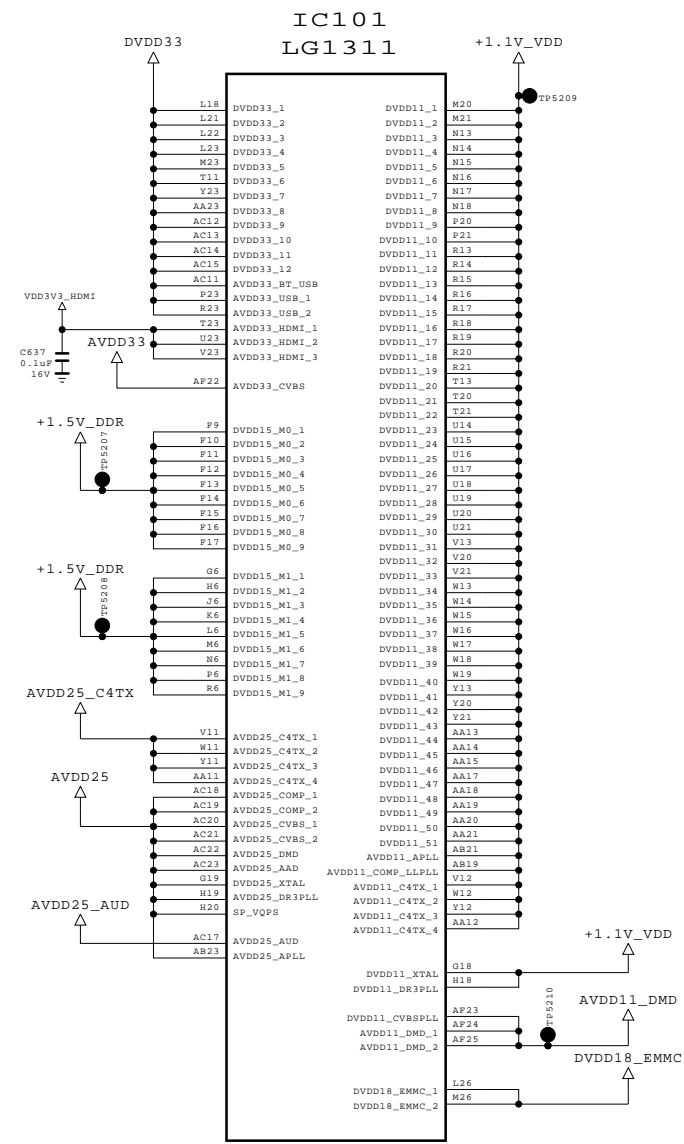 IC101
LG1311
DVDD33
L18 DVDD33_1
L21 DVDD33_2
L22 DVDD33_3
L23 DVDD33_4
M23 DVDD33_5
T11 DVDD33_6
Y23 DVDD33_7
AA23 DVDD33_8
AC12 DVDD33_9
AC13 DVDD33_10
AC14 DVDD33_11
AC15 DVDD33_12
AC11 AVDD33_BT_USB
P23 AVDD33_USB_1
R23 AVDD33_USB_2
VDD3V3_HDMI
T23 AVDD33_HDMI_1
U23 AVDD33_HDMI_2
V23 AVDD33_HDMI_3
C637
0.1uF
16V
AVDD33
AF22 AVDD33_CVBS
+1.5V_DDR
TP5207
F9 DVDD15_M0_1
F10 DVDD15_M0_2
F11 DVDD15_M0_3
F12 DVDD15_M0_4
F13 DVDD15_M0_5
F14 DVDD15_M0_6
F15 DVDD15_M0_7
F16 DVDD15_M0_8
F17 DVDD15_M0_9
+1.5V_DDR
TP5208
G6 DVDD15_M1_1
H6 DVDD15_M1_2
J6 DVDD15_M1_3
K6 DVDD15_M1_4
L6 DVDD15_M1_5
M6 DVDD15_M1_6
N6 DVDD15_M1_7
P6 DVDD15_M1_8
R6 DVDD15_M1_9
AVDD25_C4TX
V11 AVDD25_C4TX_1
W11 AVDD25_C4TX_2
Y11 AVDD25_C4TX_3
AA11 AVDD25_C4TX_4
AVDD25
AC18 AVDD25_COMP_1
AC19 AVDD25_COMP_2
AC20 AVDD25_CVBS_1
AC21 AVDD25_CVBS_2
AC22 AVDD25_DMD
AC23 AVDD25_AAD
G19 DVDD25_XTAL
H19 AVDD25_DR3PLL
H20 SP_VQPS
AVDD25_AUD
AC17 AVDD25_AUD
AB23 AVDD25_APLL
+1.1V_VDD
TP5209
DVDD11_1 M20
DVDD11_2 M21
DVDD11_3 N13
DVDD11_4 N14
DVDD11_5 N15
DVDD11_6 N16
DVDD11_7 N17
DVDD11_8 N18
DVDD11_9 P20
DVDD11_10 P21
DVDD11_11 R13
DVDD11_12 R14
DVDD11_13 R15
DVDD11_14 R16
DVDD11_15 R17
DVDD11_16 R18
DVDD11_17 R19
DVDD11_18 R20
DVDD11_19 R21
DVDD11_20 T13
DVDD11_21 T20
DVDD11_22 T21
DVDD11_23 U14
DVDD11_24 U15
DVDD11_25 U16
DVDD11_26 U17
DVDD11_27 U18
DVDD11_28 U19
DVDD11_29 U20
DVDD11_30 U21
DVDD11_31 V13
DVDD11_32 V20
DVDD11_33 V21
DVDD11_34 W13
DVDD11_35 W14
DVDD11_36 W15
DVDD11_37 W16
DVDD11_38 W17
DVDD11_39 W18
DVDD11_40 W19
DVDD11_41 Y13
DVDD11_42 Y20
DVDD11_43 Y21
DVDD11_44 AA13
DVDD11_45 AA14
DVDD11_46 AA15
DVDD11_47 AA17
DVDD11_48 AA18
DVDD11_49 AA19
DVDD11_50 AA20
DVDD11_51 AA21
AVDD11_APLL AB21
AVDD11_COMP_LLPLL AB19
AVDD11_C4TX_1 V12
AVDD11_C4TX_2 W12
AVDD11_C4TX_3 Y12
AVDD11_C4TX_4 AA12
+1.1V_VDD
DVDD11_XTAL G18
DVDD11_DR3PLL H18
TP5210
AVDD11_DMD
DVDD11_CVBSPLL AF23
AVDD11_DMD_1 AF24
AVDD11_DMD_2 AF25
DVDD18_EMMC
DVDD18_EMMC_1 L26
DVDD18_EMMC_2 M26